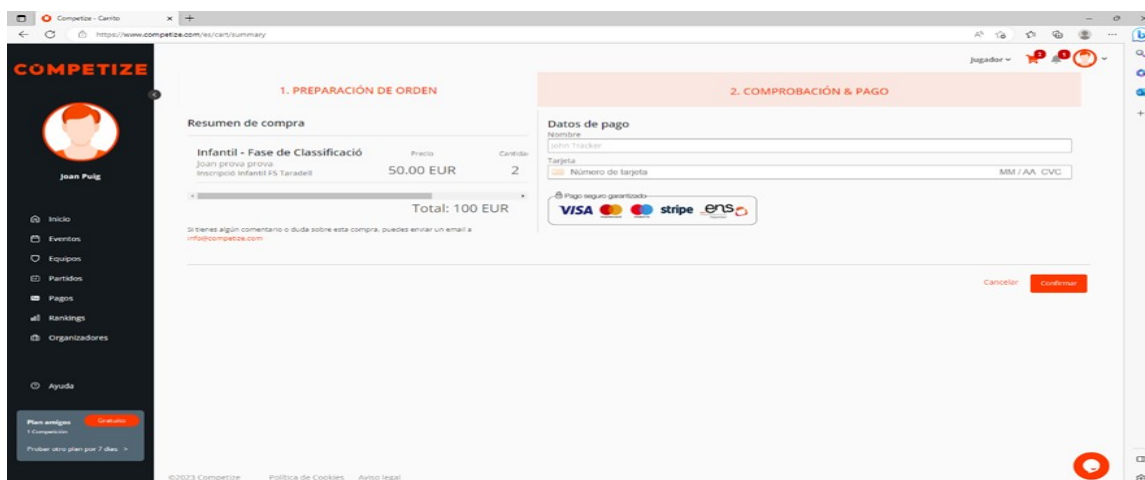 Competize - Carrito
https://www.competize.com/es/cart/summary
COMPETIZE
Jugador
2
1
Joan Puig
Inicio
Eventos
Equipos
Partidos
Pagos
Rankings
Organizadores
Ayuda
Plan amigos
Gratuito
1 Competición
Probar otro plan por 7 días >
1. PREPARACIÓN DE ORDEN
Resumen de compra
Precio
Cantida
Infantil - Fase de Classificació
50.00 EUR
2
Joan prova prova
Inscripció Infantil FS Taradell
Total: 100 EUR
Si tienes algún comentario o duda sobre esta compra, puedes enviar un email a
info@competize.com
2. COMPROBACIÓN & PAGO
Datos de pago
Nombre
John Tracker
Tarjeta
Número de tarjeta
MM / AA CVC
Pago seguro garantizado
VISA
stripe
ens
Cancelar
Confirmar
©2023 Competize
Política de Cookies
Aviso legal